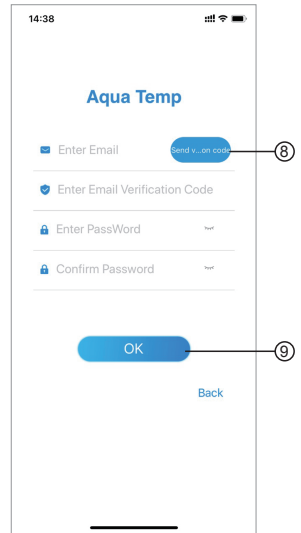 14:38
Aqua Temp
Enter Email
Send v...on code
8
Enter Email Verification Code
Enter PassWord
Confirm Password
OK
9
Back